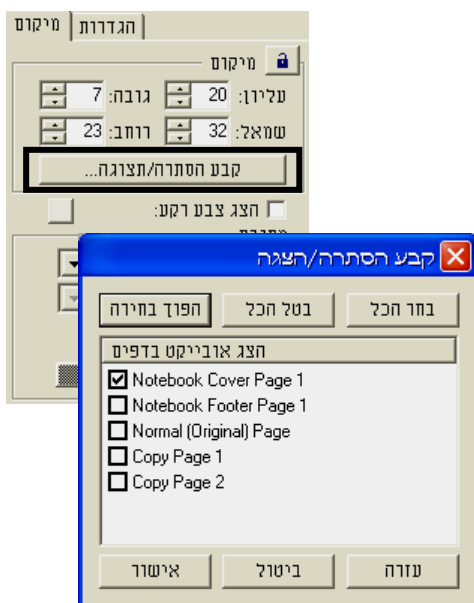 מיקום הגדרות
מיקום
עליון: 20 גובה: 7
שמאל: 32 רוחב: 23
קבע הסתרה/תצוגה...
הצג צבע רקע:
קבע הסתרה/הצגה
בחר הכל בטל הכל הפוך בחירה
הצג אובייקט בדפים
Notebook Cover Page 1
Notebook Footer Page 1
Normal (Original) Page
Copy Page 1
Copy Page 2
עזרה ביטול אישור